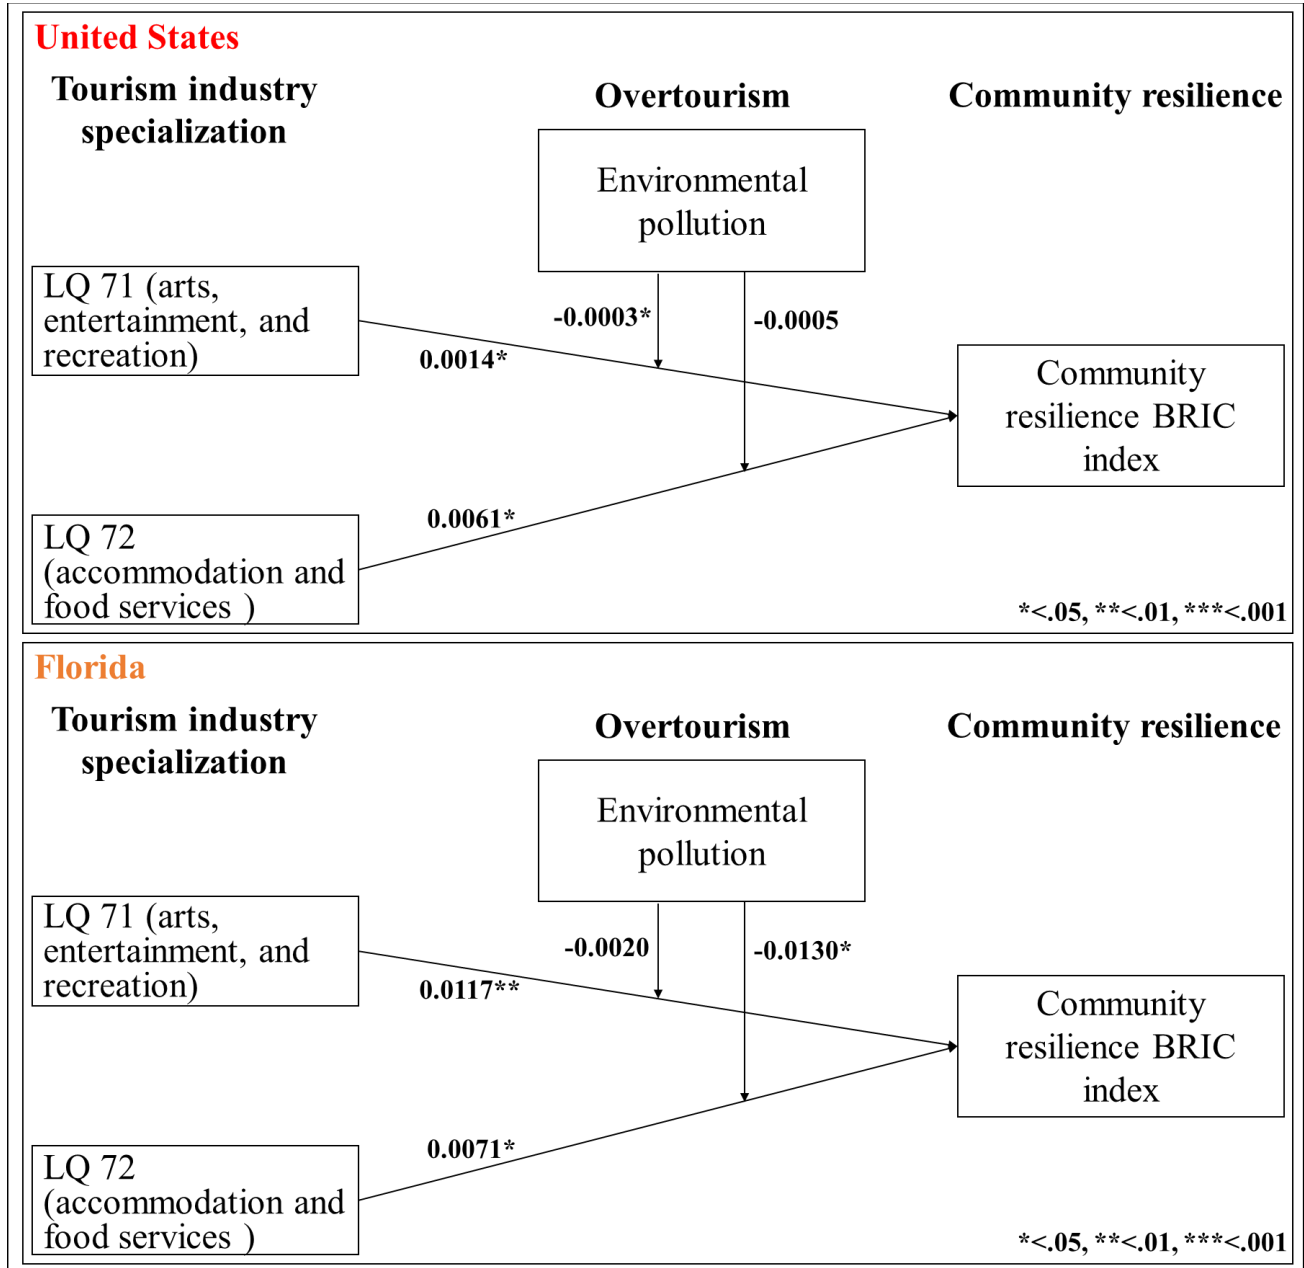 United States
Tourism industry
specialization
Overtourism
Community resilience
Environmental
pollution
LQ 71 (arts,
entertainment, and
recreation)
-0.0003*
-0.0005
0.0014*
Community
resilience BRIC
index
0.0061*
LQ 72
(accommodation and
food services )
*<.05, **<.01, ***<.001
Florida
Tourism industry
specialization
Overtourism
Community resilience
Environmental
pollution
LQ 71 (arts,
entertainment, and
recreation)
-0.0020
-0.0130*
0.0117**
Community
resilience BRIC
index
0.0071*
LQ 72
(accommodation and
food services )
*<.05, **<.01, ***<.001